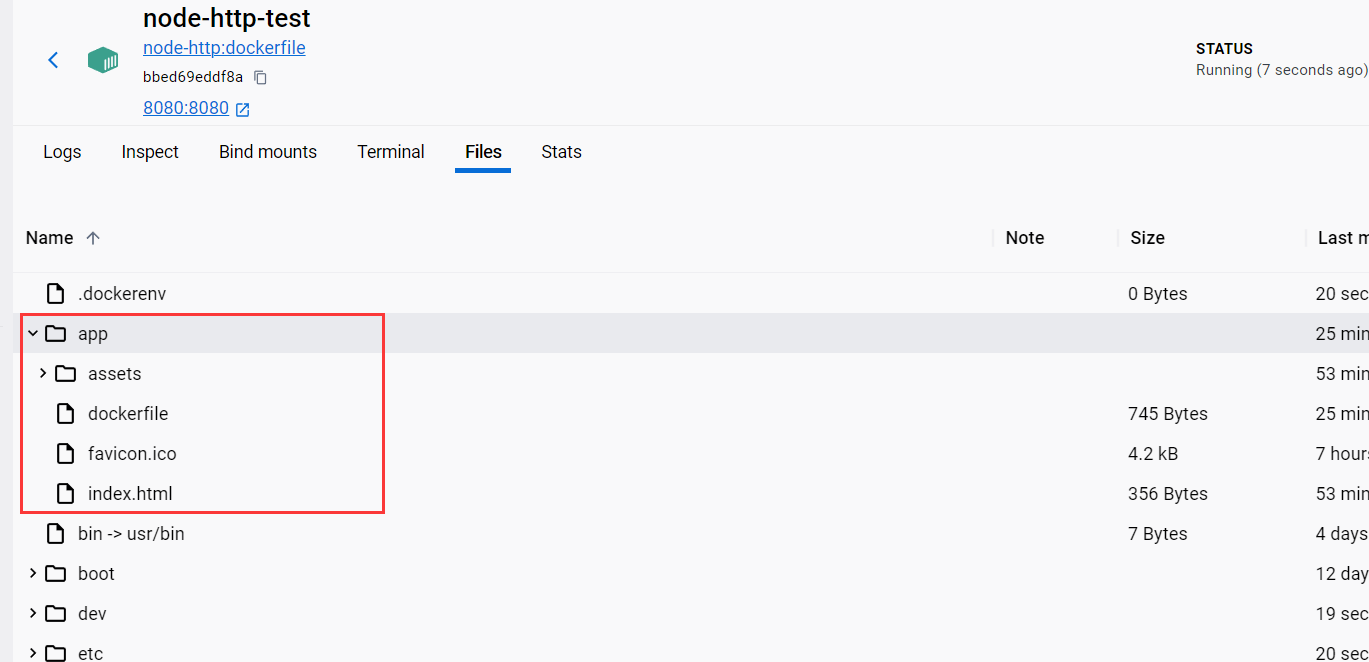 node-http-test
node-http:dockerfile
bbed69eddf8a
8080:8080
STATUS
Running (7 seconds ago)
Logs Inspect Bind mounts Terminal Files Stats
Name Note Size Last m
.dockerenv 0 Bytes 20 sec
app 25 min
assets 53 min
dockerfile 745 Bytes 25 min
favicon.ico 4.2 kB 7 hours
index.html 356 Bytes 53 min
bin -> usr/bin 7 Bytes 4 days
boot 12 day
dev 19 sec
etc 20 sec